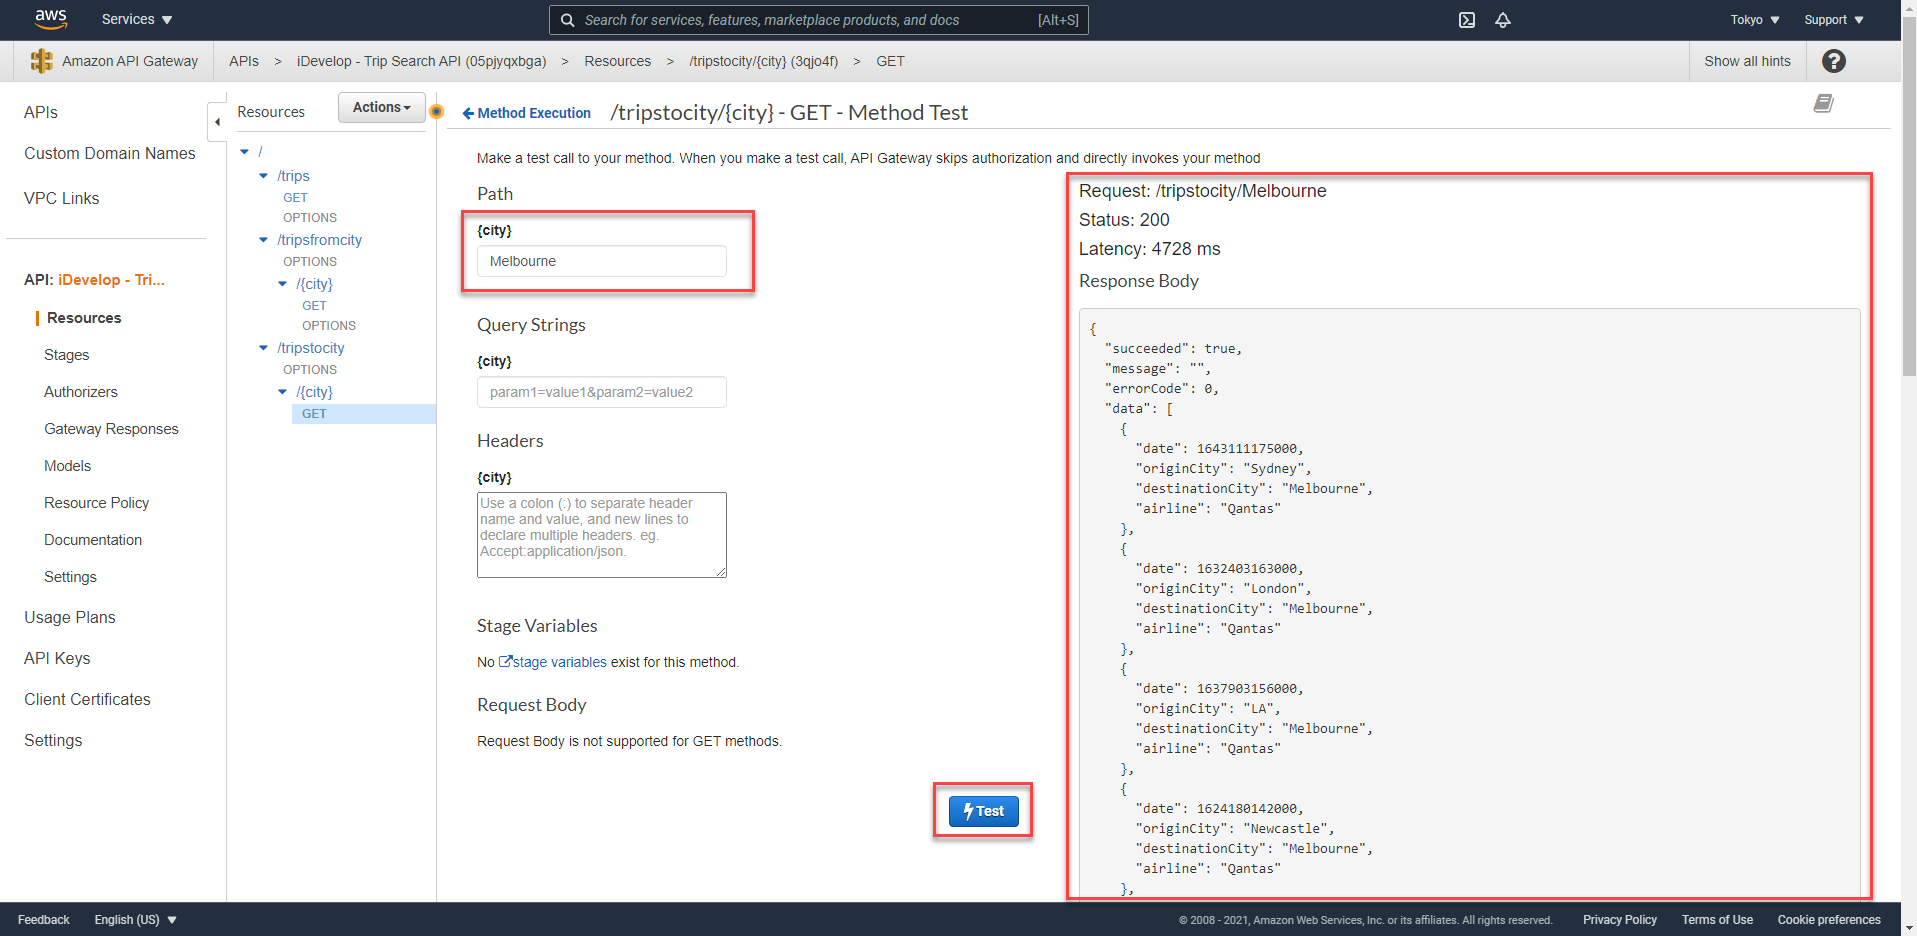 aws
Services
Search for services, features, marketplace products, and docs [Alt+S]
Tokyo
Support
Amazon API Gateway
APIs > iDevelop - Trip Search API (05pjyqxbga) > Resources > /tripstocity/{city} (3qjo4f) > GET
Show all hints
?
APIs
Custom Domain Names
VPC Links
API: iDevelop - Tri...
Resources
Stages
Authorizers
Gateway Responses
Models
Resource Policy
Documentation
Settings
Usage Plans
API Keys
Client Certificates
Settings
Resources
Actions
/
/trips
GET
OPTIONS
/tripsfromcity
OPTIONS
/{city}
GET
OPTIONS
/tripstocity
OPTIONS
/{city}
GET
Method Execution
/tripstocity/{city} - GET - Method Test
Make a test call to your method. When you make a test call, API Gateway skips authorization and directly invokes your method
Path
{city}
Melbourne
Query Strings
{city}
param1=value1&param2=value2
Headers
{city}
Use a colon (:) to separate header
name and value, and new lines to
declare multiple headers. eg.
Accept:application/json.
Stage Variables
No stage variables exist for this method.
Request Body
Request Body is not supported for GET methods.
Test
Request: /tripstocity/Melbourne
Status: 200
Latency: 4728 ms
Response Body
{
"succeeded": true,
"message": "",
"errorCode": 0,
"data": [
{
"date": 1643111175000,
"originCity": "Sydney",
"destinationCity": "Melbourne",
"airline": "Qantas"
},
{
"date": 1632403163000,
"originCity": "London",
"destinationCity": "Melbourne",
"airline": "Qantas"
},
{
"date": 1637903156000,
"originCity": "LA",
"destinationCity": "Melbourne",
"airline": "Qantas"
},
{
"date": 1624180142000,
"originCity": "Newcastle",
"destinationCity": "Melbourne",
"airline": "Qantas"
},
Feedback
English (US)
© 2008 - 2021, Amazon Web Services, Inc. or its affiliates. All rights reserved.
Privacy Policy
Terms of Use
Cookie preferences